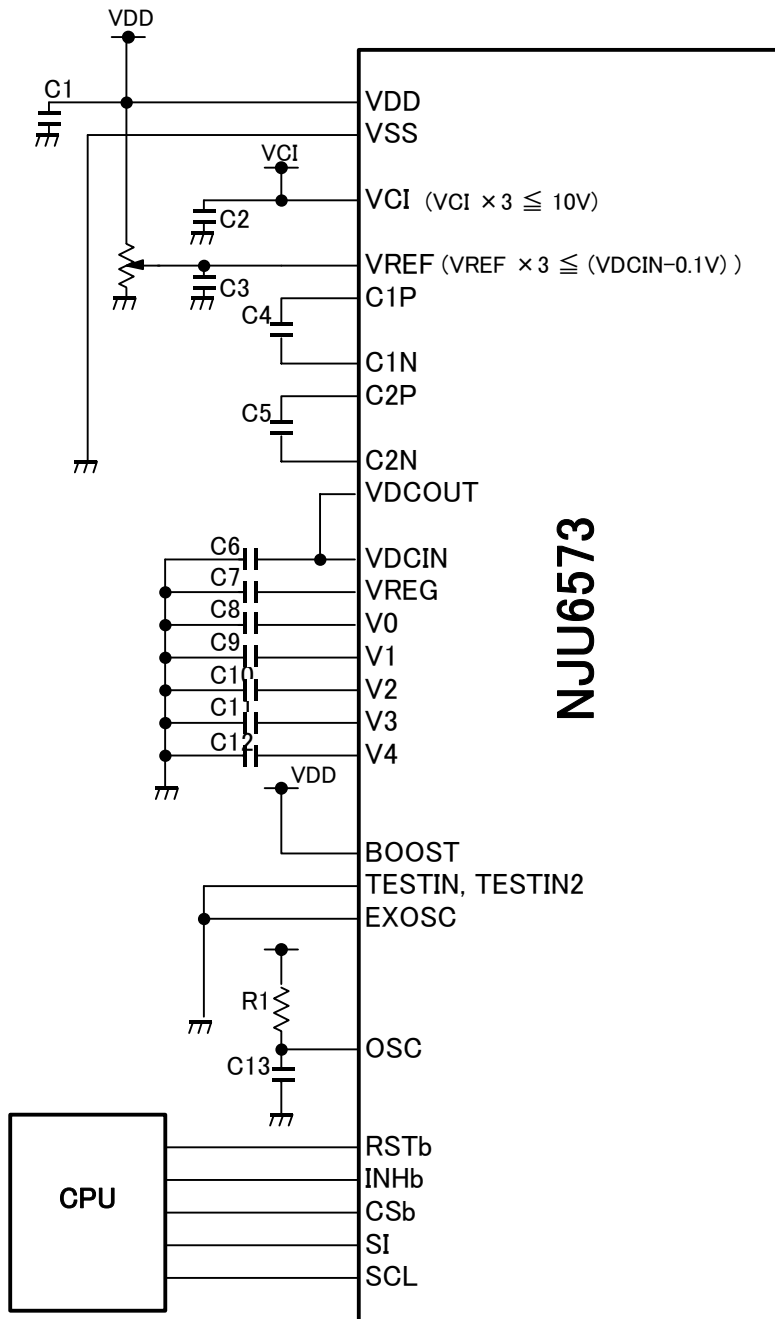 VDD
C1
VDD
VSS
VCI
VCI (VCI ×3 ≦ 10V)
C2
VREF (VREF ×3 ≦ (VDCIN-0.1V) )
C3
C1P
C4
C1N
C2P
C5
C2N
VDCOUT
NJU6573
C6
VDCIN
C7
VREG
C8
V0
C9
V1
C10
V2
C11
V3
C12
V4
VDD
BOOST
TESTIN, TESTIN2
EXOSC
R1
OSC
C13
CPU
RSTb
INHb
CSb
SI
SCL